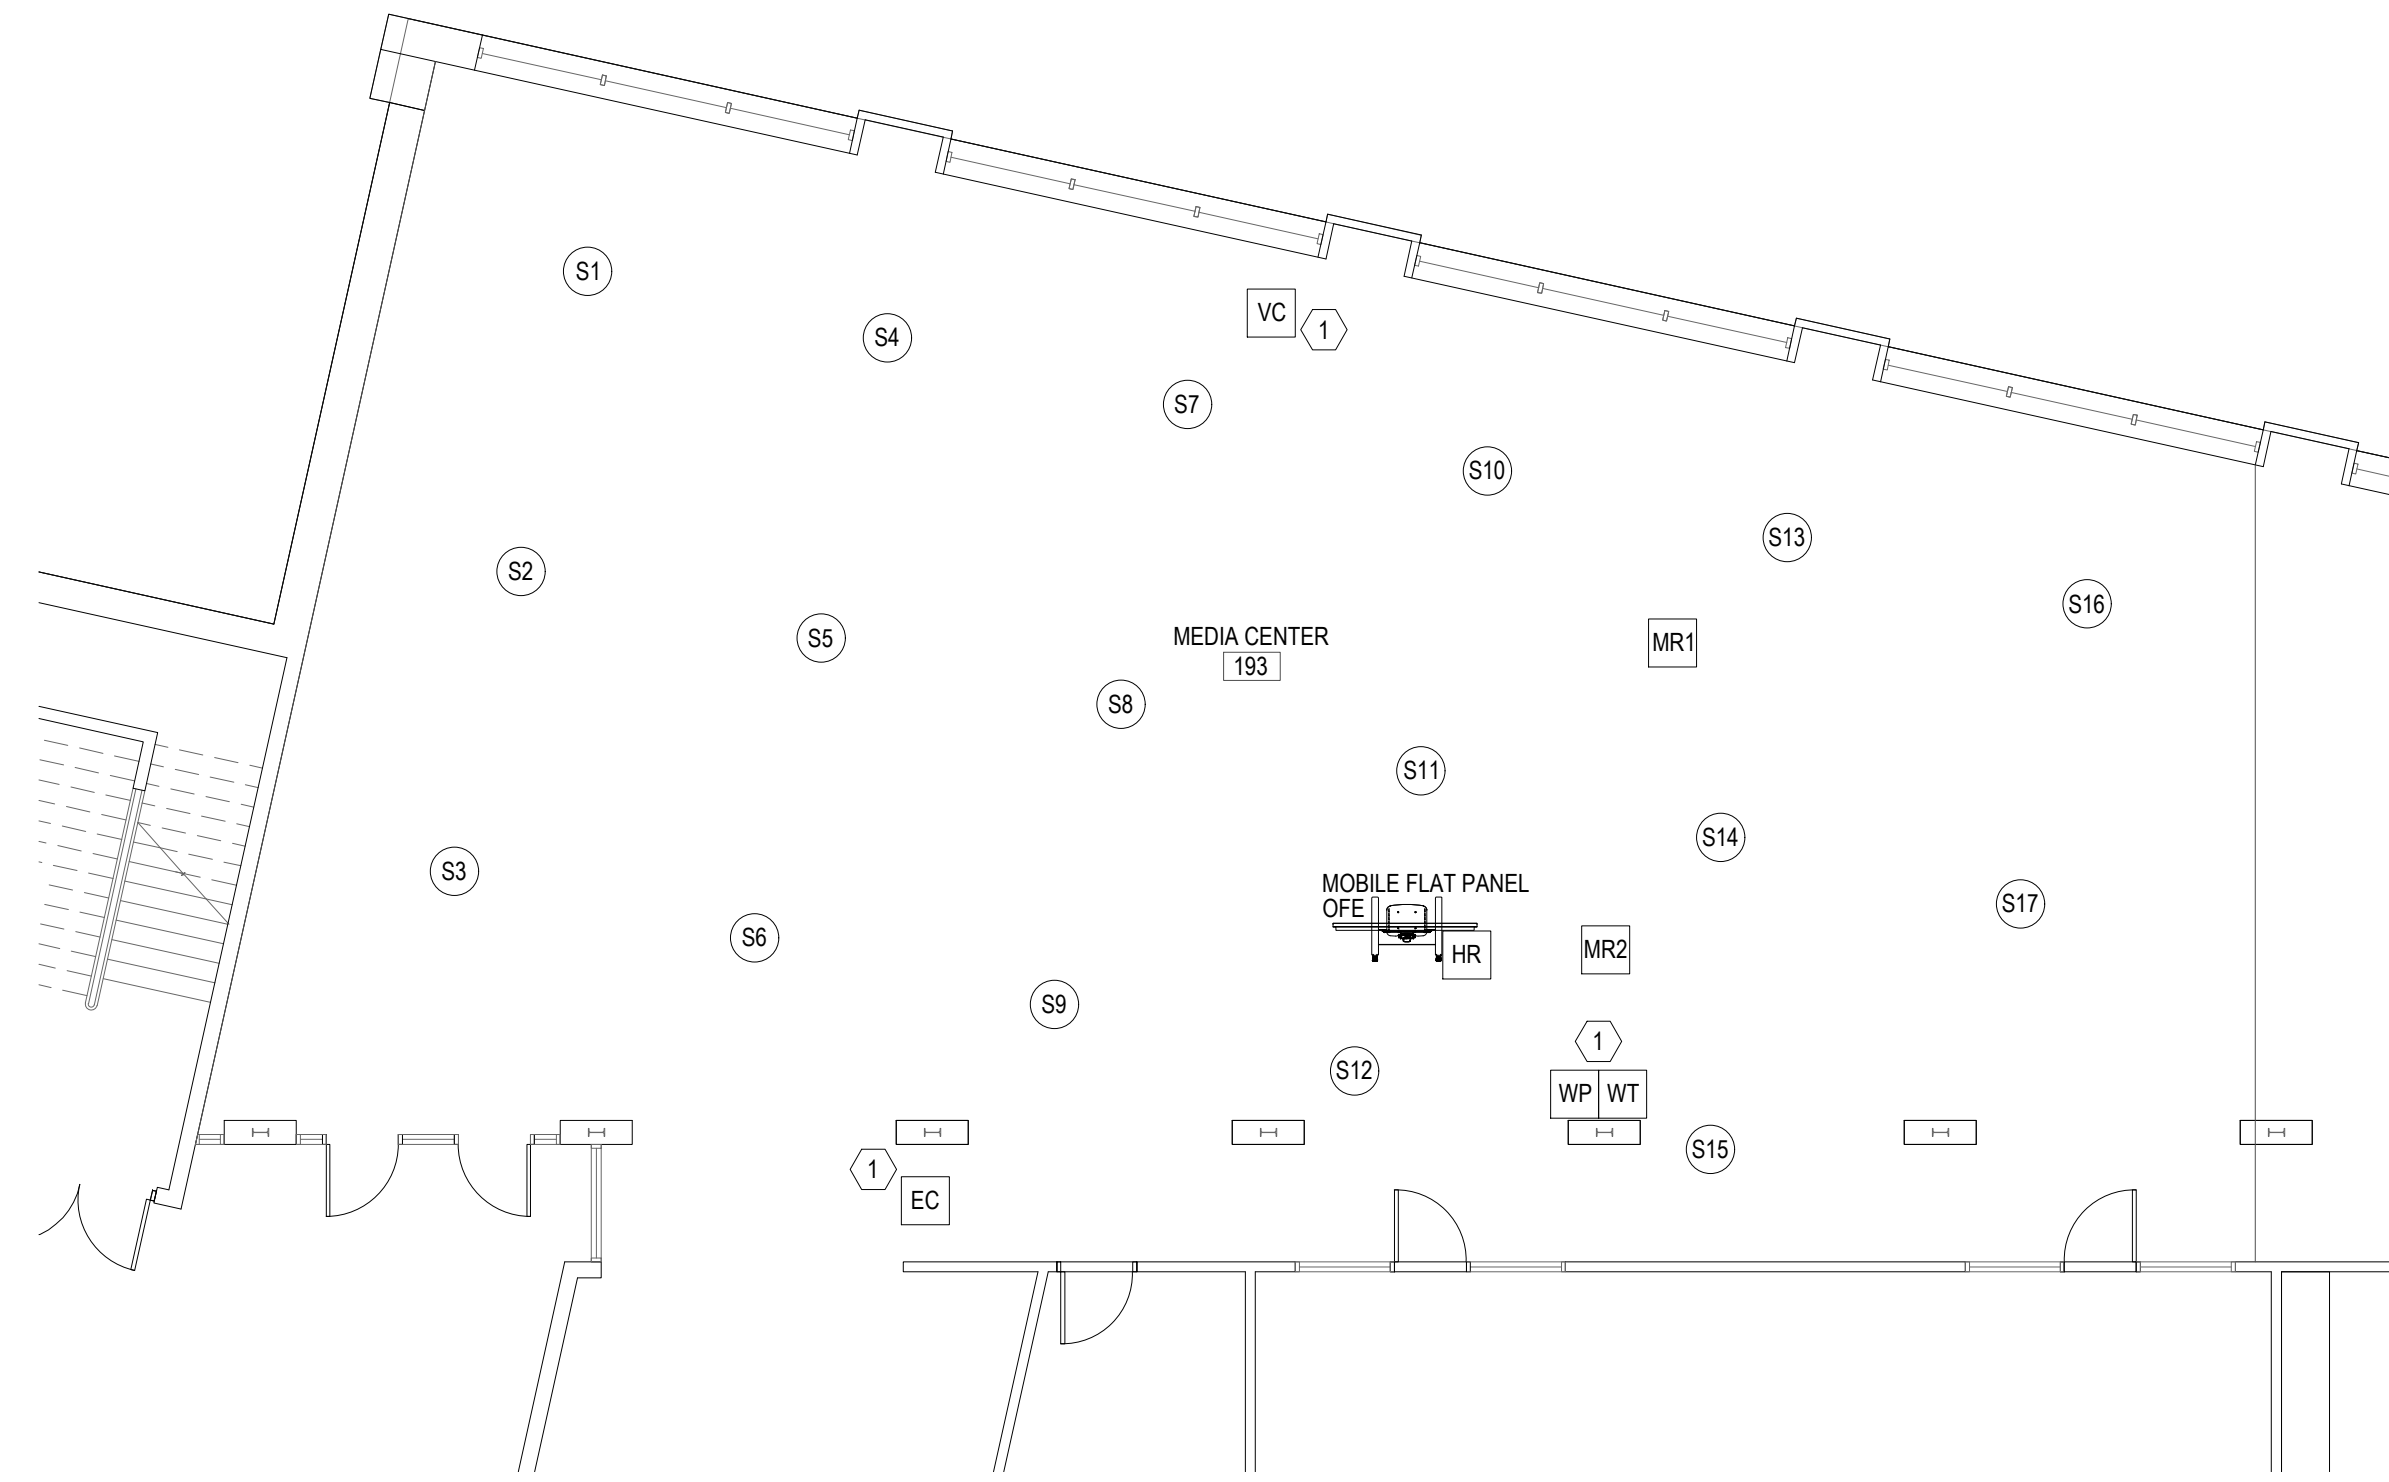 S1
VC
1
S4
S7
S10
S13
S2
S16
S5
MEDIA CENTER
193
MR1
S8
S11
S14
S3
MOBILE FLAT PANEL
OFE
S17
S6
HR
MR2
S9
1
S12
WP WT
S15
1
EC